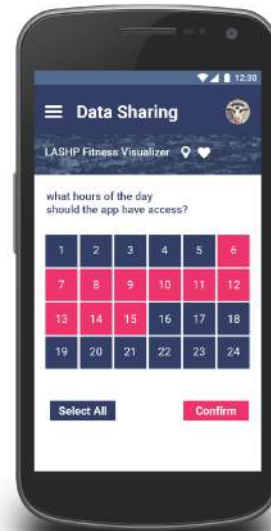 12:30
Data Sharing
LASHP Fitness Visualizer
what hours of the day
should the app have access?
1 2 3 4 5 6
7 8 9 10 11 12
13 14 15 16 17 18
19 20 21 22 23 24
Select All Confirm